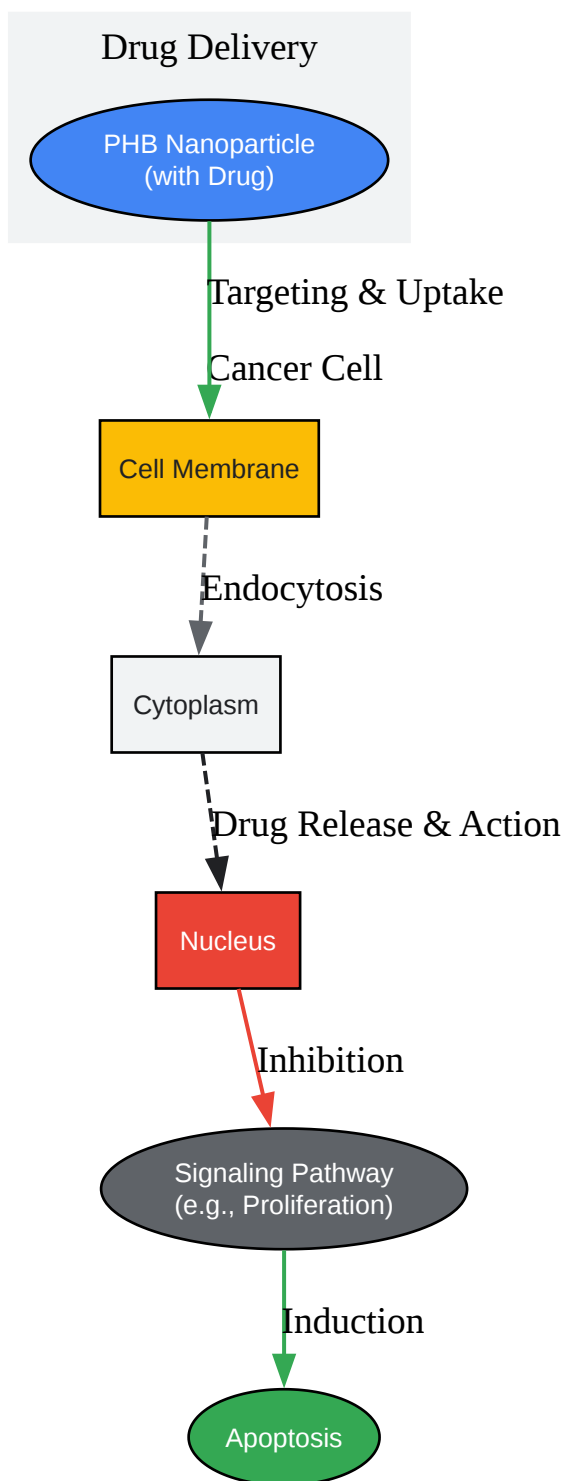 Drug Delivery
PHB Nanoparticle
(with Drug)
Targeting & Uptake
Cancer Cell
Cell Membrane
Endocytosis
Cytoplasm
Drug Release & Action
Nucleus
Inhibition
Signaling Pathway
(e.g., Proliferation)
Induction
Apoptosis